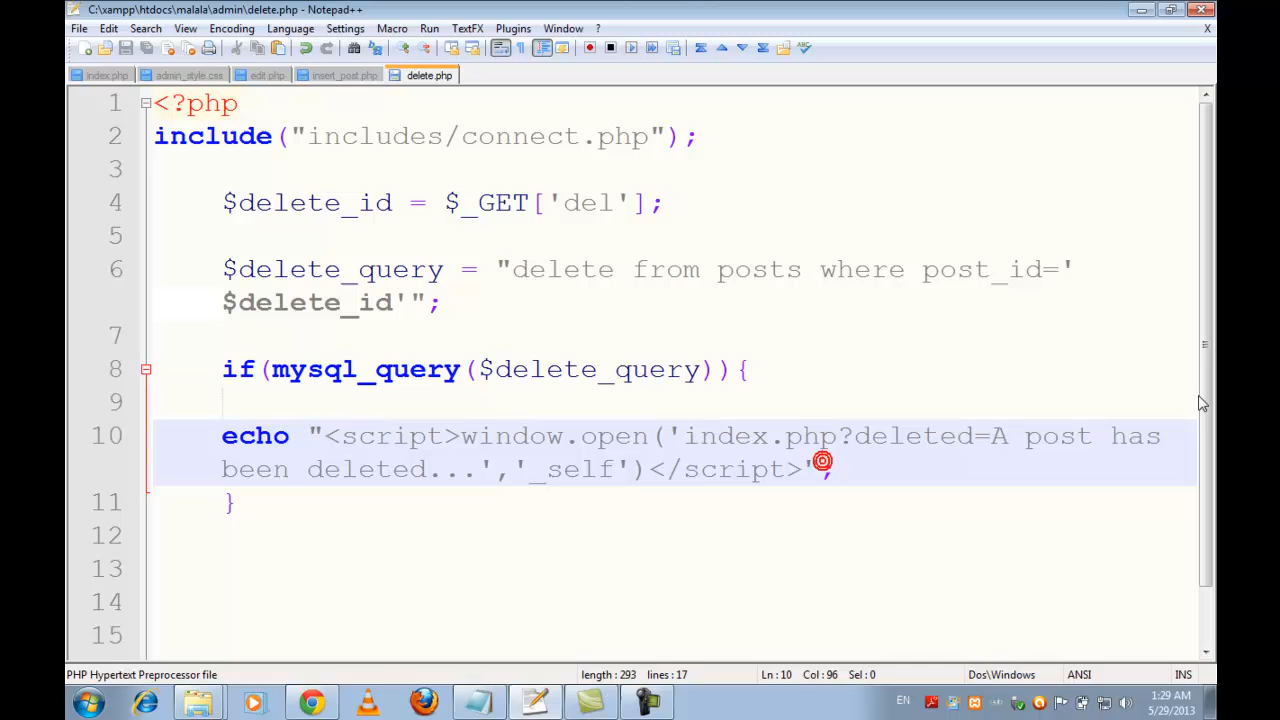 C:\xampp\htdocs\malala\admin\delete.php - Notepad++
File Edit Search View Encoding Language Settings Macro Run TextFX Plugins Window ?
X
index.php admin_style.css edit.php insert_post.php delete.php
1 <?php
2 include("includes/connect.php");
3
4 $delete_id = $_GET['del'];
5
6 $delete_query = "delete from posts where post_id='
$delete_id'";
7
8 if(mysql_query($delete_query)){
9
10 echo "<script>window.open('index.php?deleted=A post has
been deleted...','_self')</script>";
11 }
12
13
14
15
PHP Hypertext Preprocessor file length : 293 lines : 17 Ln : 10 Col : 96 Sel : 0 Dos\Windows ANSI INS
EN 1:29 AM
5/29/2013